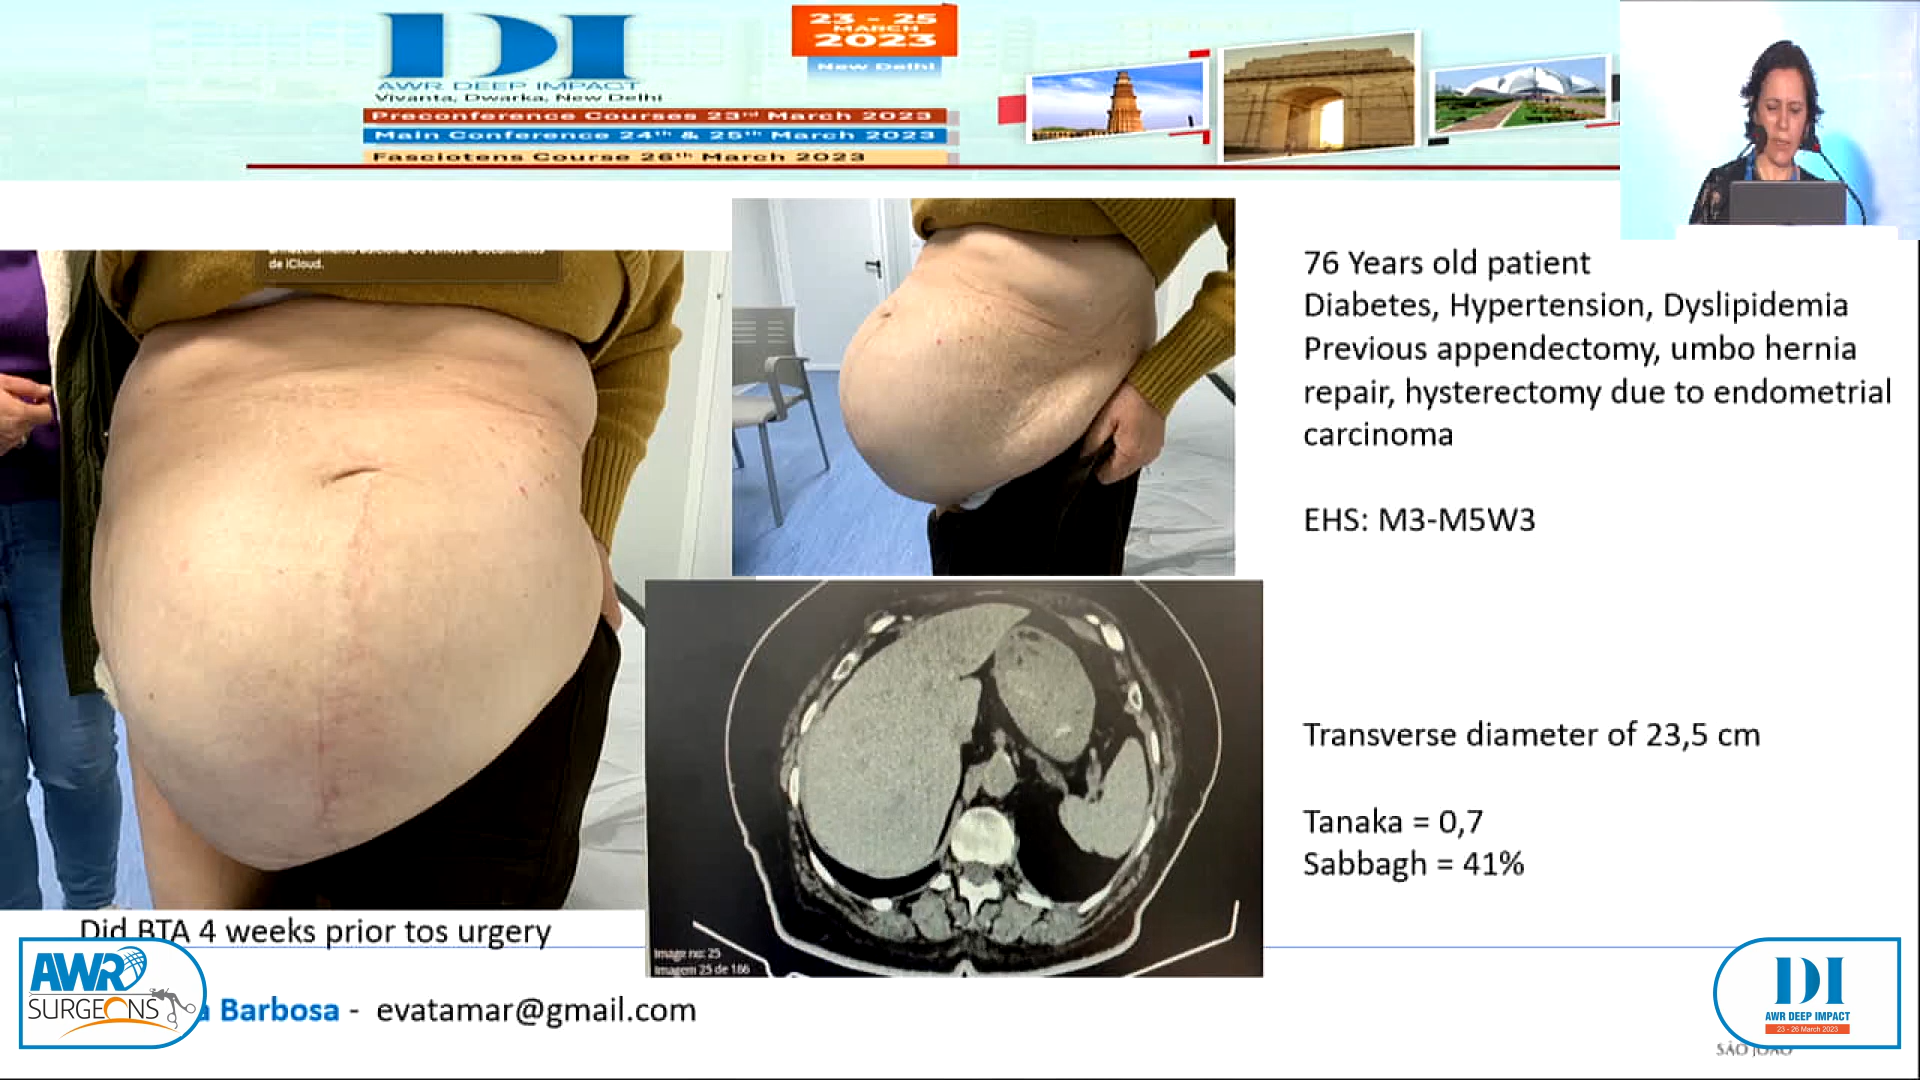 DI
AWR DEEP IMPACT
Vivanta, Dwarka, New Delhi
Preconference Courses 23rd March 2023
Main Conference 24th & 25th March 2023
Fasciotens Course 26th March 2023
23 - 25
MARCH
2023
New Delhi
de iCloud.
76 Years old patient
Diabetes, Hypertension, Dyslipidemia
Previous appendectomy, umbo hernia
repair, hysterectomy due to endometrial
carcinoma
EHS: M3-M5W3
Transverse diameter of 23,5 cm
Tanaka = 0,7
Sabbagh = 41%
Image no: 25
Imagem 25 de 166
Did BTA 4 weeks prior tos urgery
AWR
SURGEONS
a Barbosa - evatamar@gmail.com
DI
AWR DEEP IMPACT
23 - 26 March 2023
SÃO JOÃO